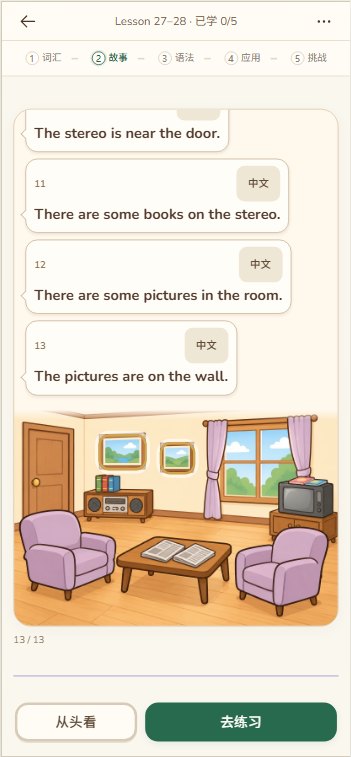 Lesson 27–28 · 已学 0/5
1 词汇 – 2 故事 – 3 语法 – 4 应用 – 5 挑战
The stereo is near the door.
11 中文
There are some books on the stereo.
12 中文
There are some pictures in the room.
13 中文
The pictures are on the wall.
13 / 13
从头看 去练习